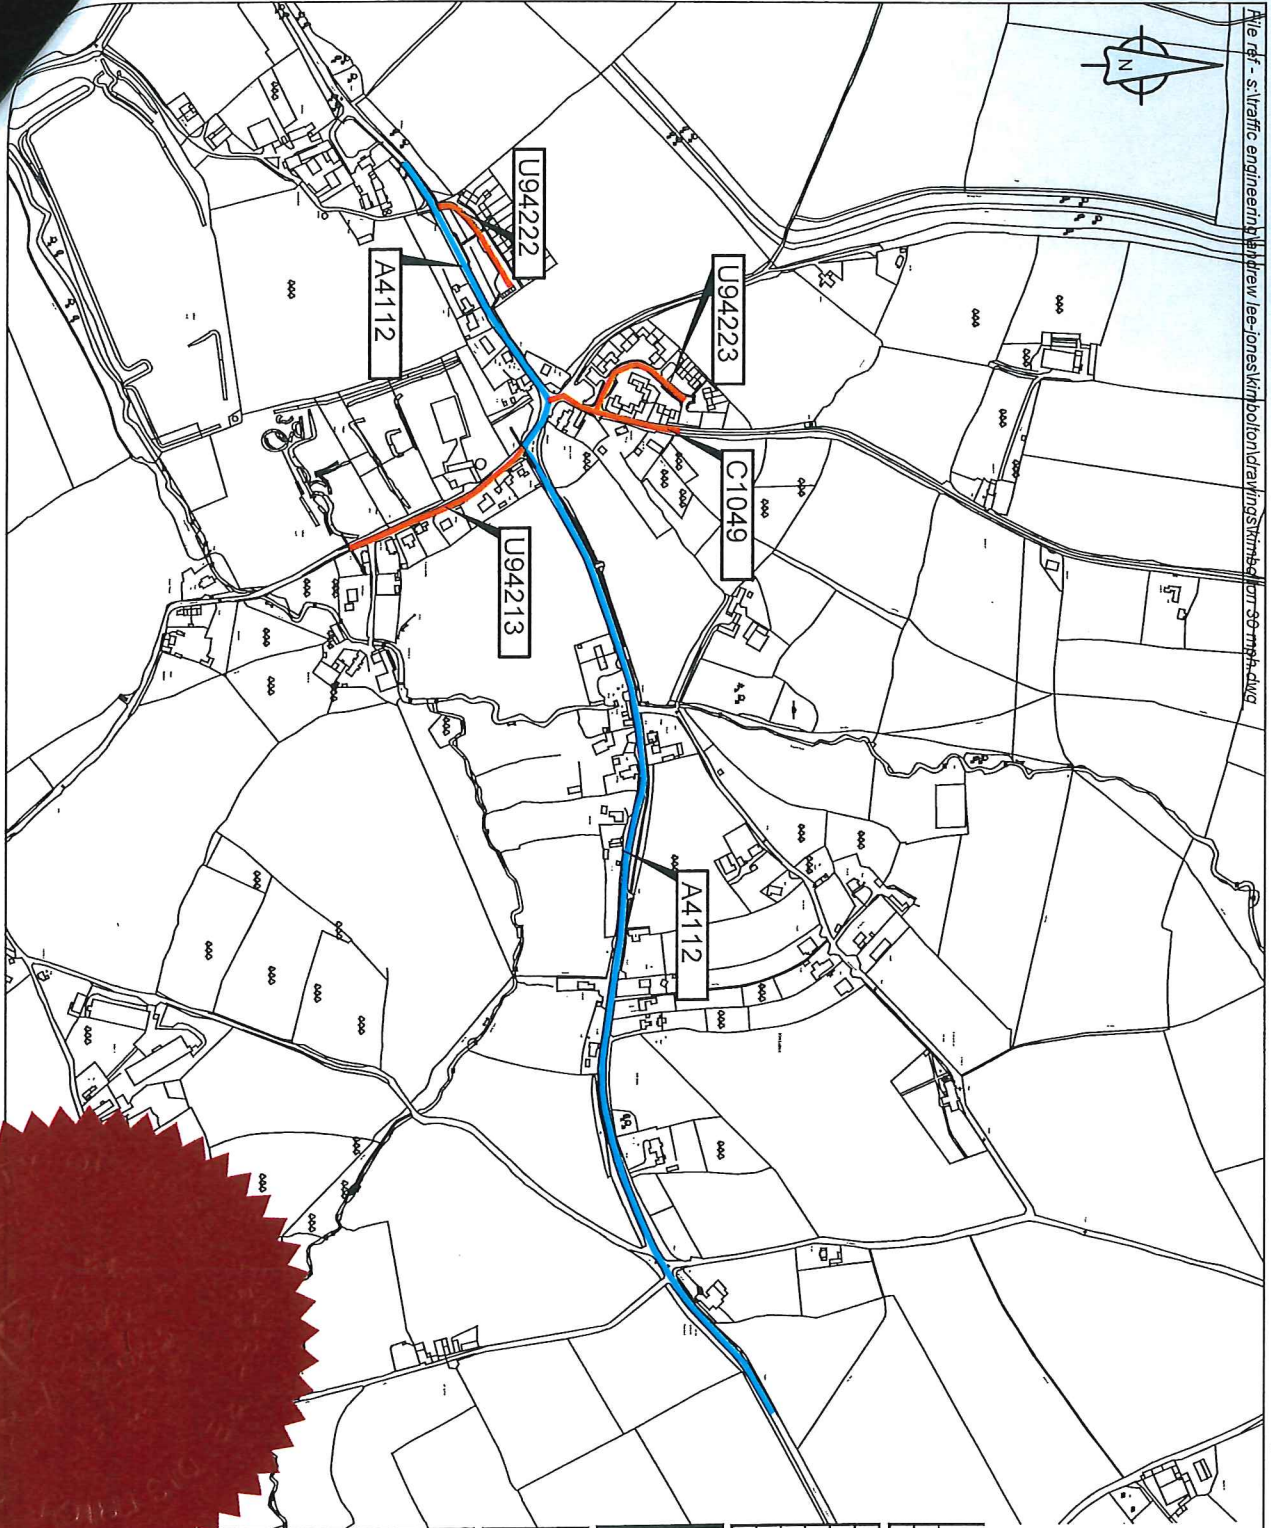 File ref - s:\traffic engineering\andrew lee-jones\kimbolton\drawings\kimbolton 30 mph.dwg
N
U94222
A4112
U94223
C1049
U94213
A4112